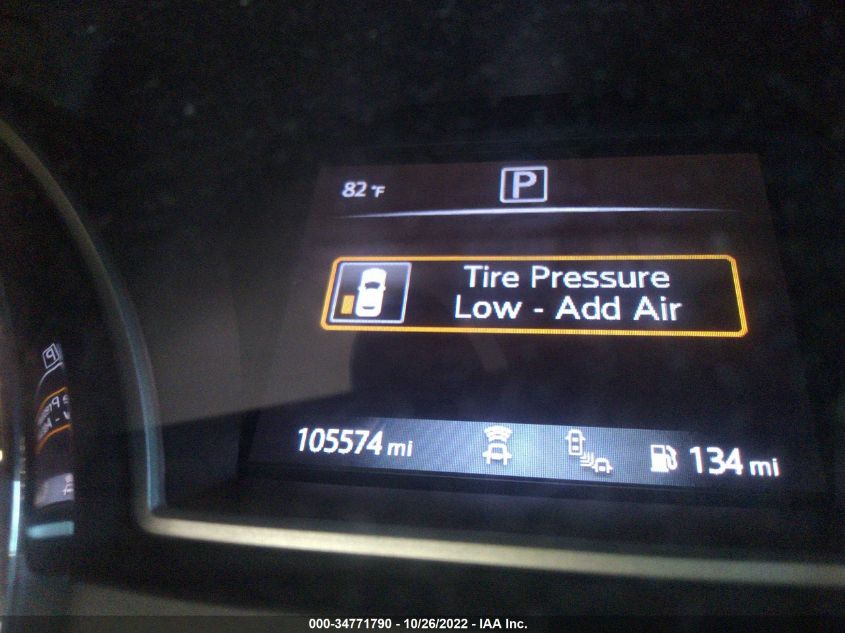 82 °F
P
Tire Pressure
Low - Add Air
105574 mi
134 mi
000-34771790 - 10/26/2022 - IAA Inc.